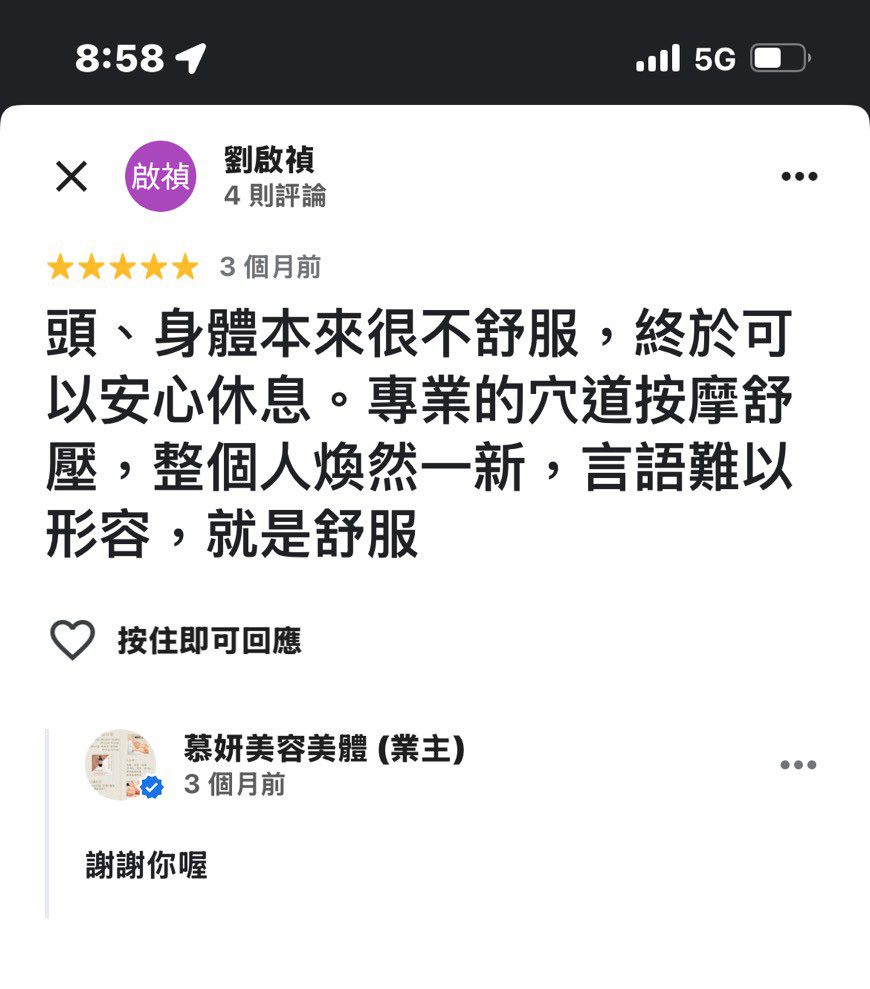 8:58
5G
啟禎
劉啟禎
4 則評論
3 個月前
頭、身體本來很不舒服，終於可
以安心休息。專業的穴道按摩舒
壓，整個人煥然一新，言語難以
形容，就是舒服
按住即可回應
慕妍美容美體 (業主)
3 個月前
謝謝你喔